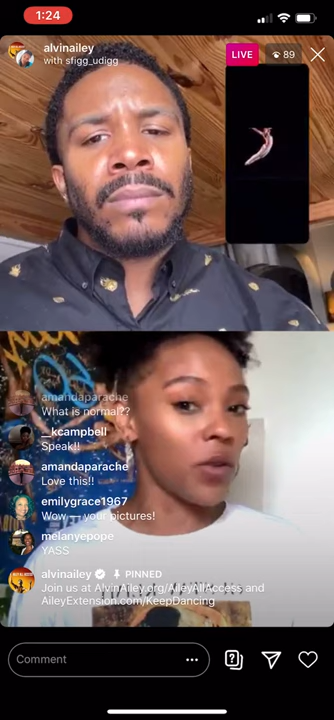 1:24
alvinailey
with sfigg_udigg
LIVE
89
amandaparache
What is normal??
__kcampbell
Speak!!
amandaparache
Love this!!
emilygrace1967
Wow — your pictures!
melanyepope
YASS
alvinailey PINNED
Join us at AlvinAiley.org/AileyAllAccess and
AileyExtension.com/KeepDancing
Comment